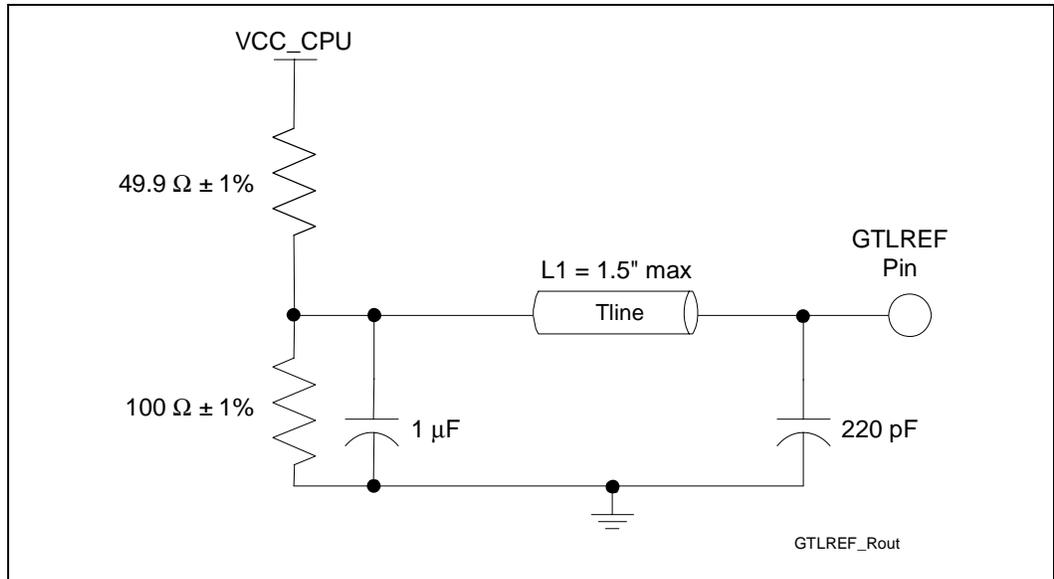 VCC_CPU
49.9 Ω ± 1%
GTLREF
Pin
L1 = 1.5" max
Tline
100 Ω ± 1%
1 μF
220 pF
GTLREF_Rout